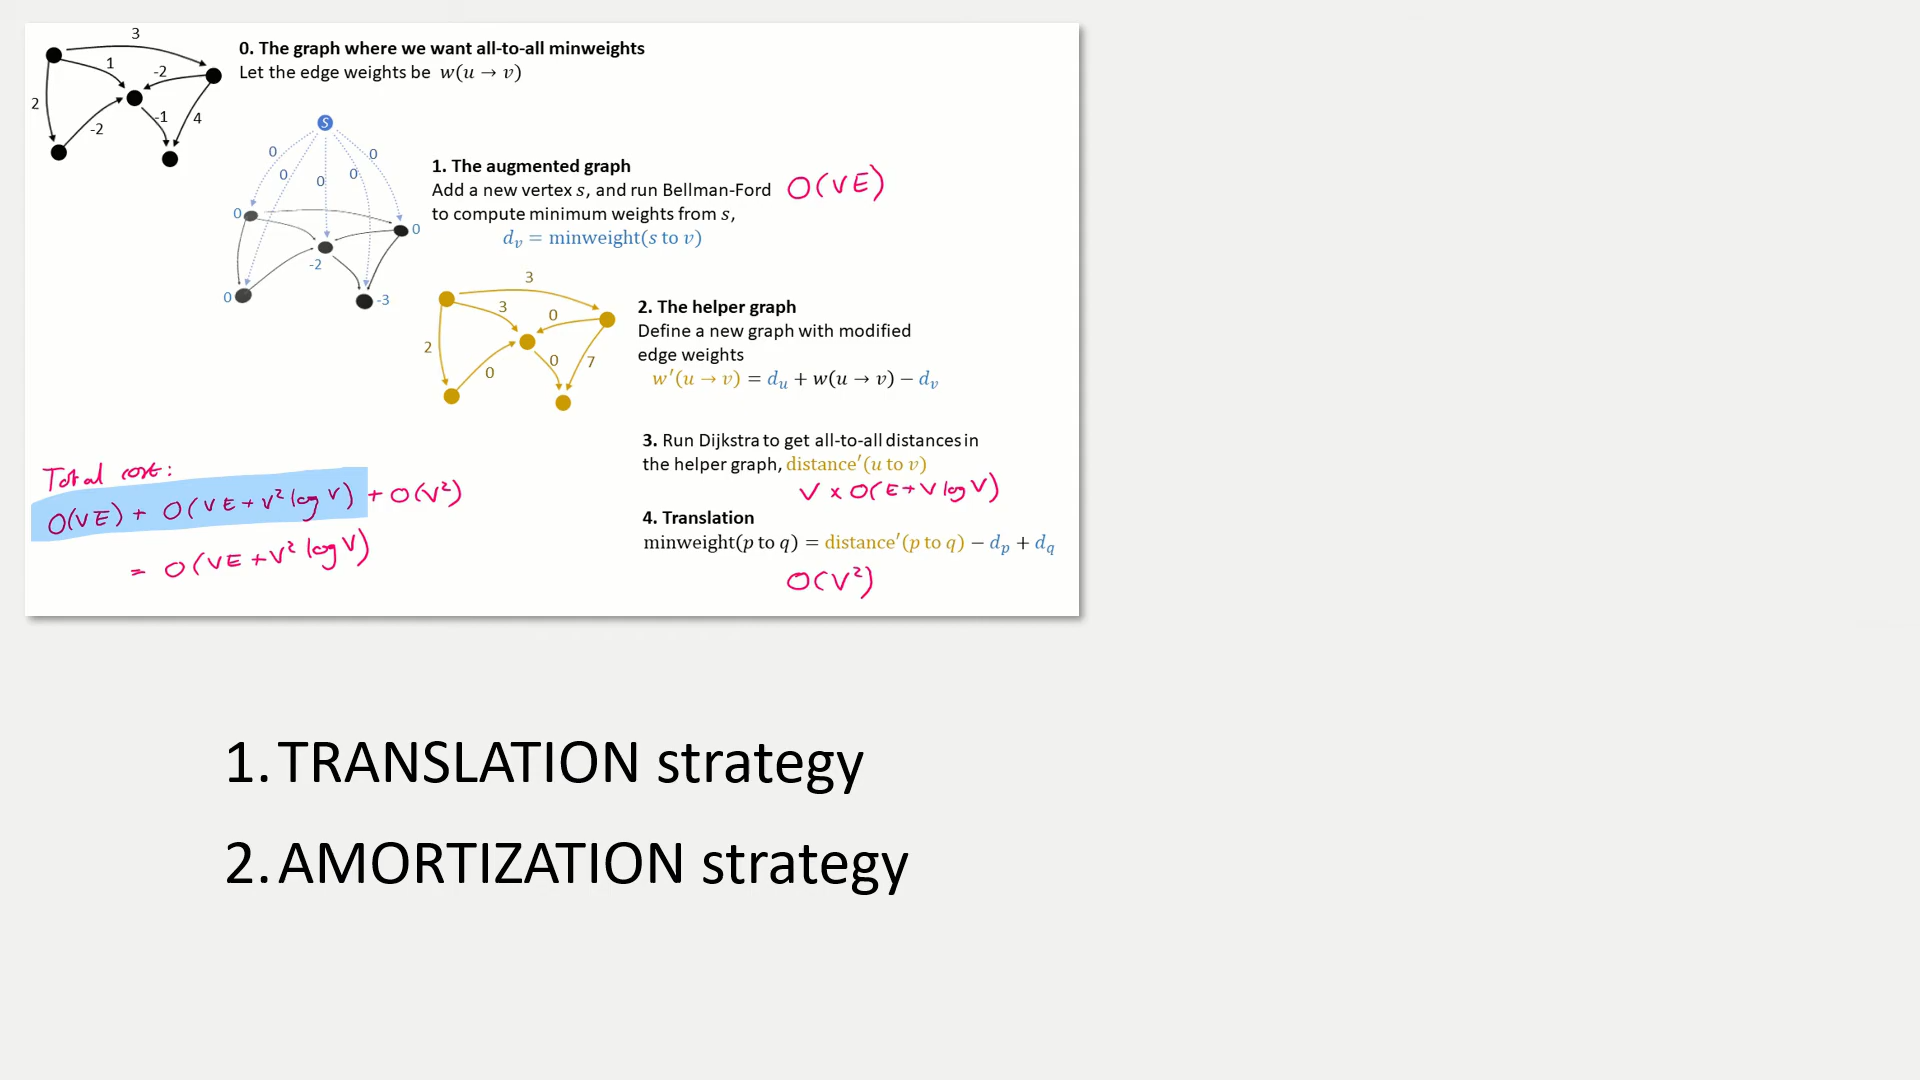 3
1
-2
2
-1
4
-2
0. The graph where we want all-to-all minweights
Let the edge weights be w(u → v)
s
0
0
0
0
0
0
0
-2
0
-3
1. The augmented graph
Add a new vertex s, and run Bellman-Ford
to compute minimum weights from s,
d_v = minweight(s to v)
O(VE)
3
3
0
2
0
7
0
2. The helper graph
Define a new graph with modified
edge weights
w′(u → v) = d_u + w(u → v) − d_v
3. Run Dijkstra to get all-to-all distances in
the helper graph, distance′(u to v)
V x O(E+V log V)
4. Translation
minweight(p to q) = distance′(p to q) − d_p + d_q
O(V²)
Total cost:
O(VE) + O(VE+V² log V) + O(V²)
= O(VE+V² log V)
1. TRANSLATION strategy
2. AMORTIZATION strategy